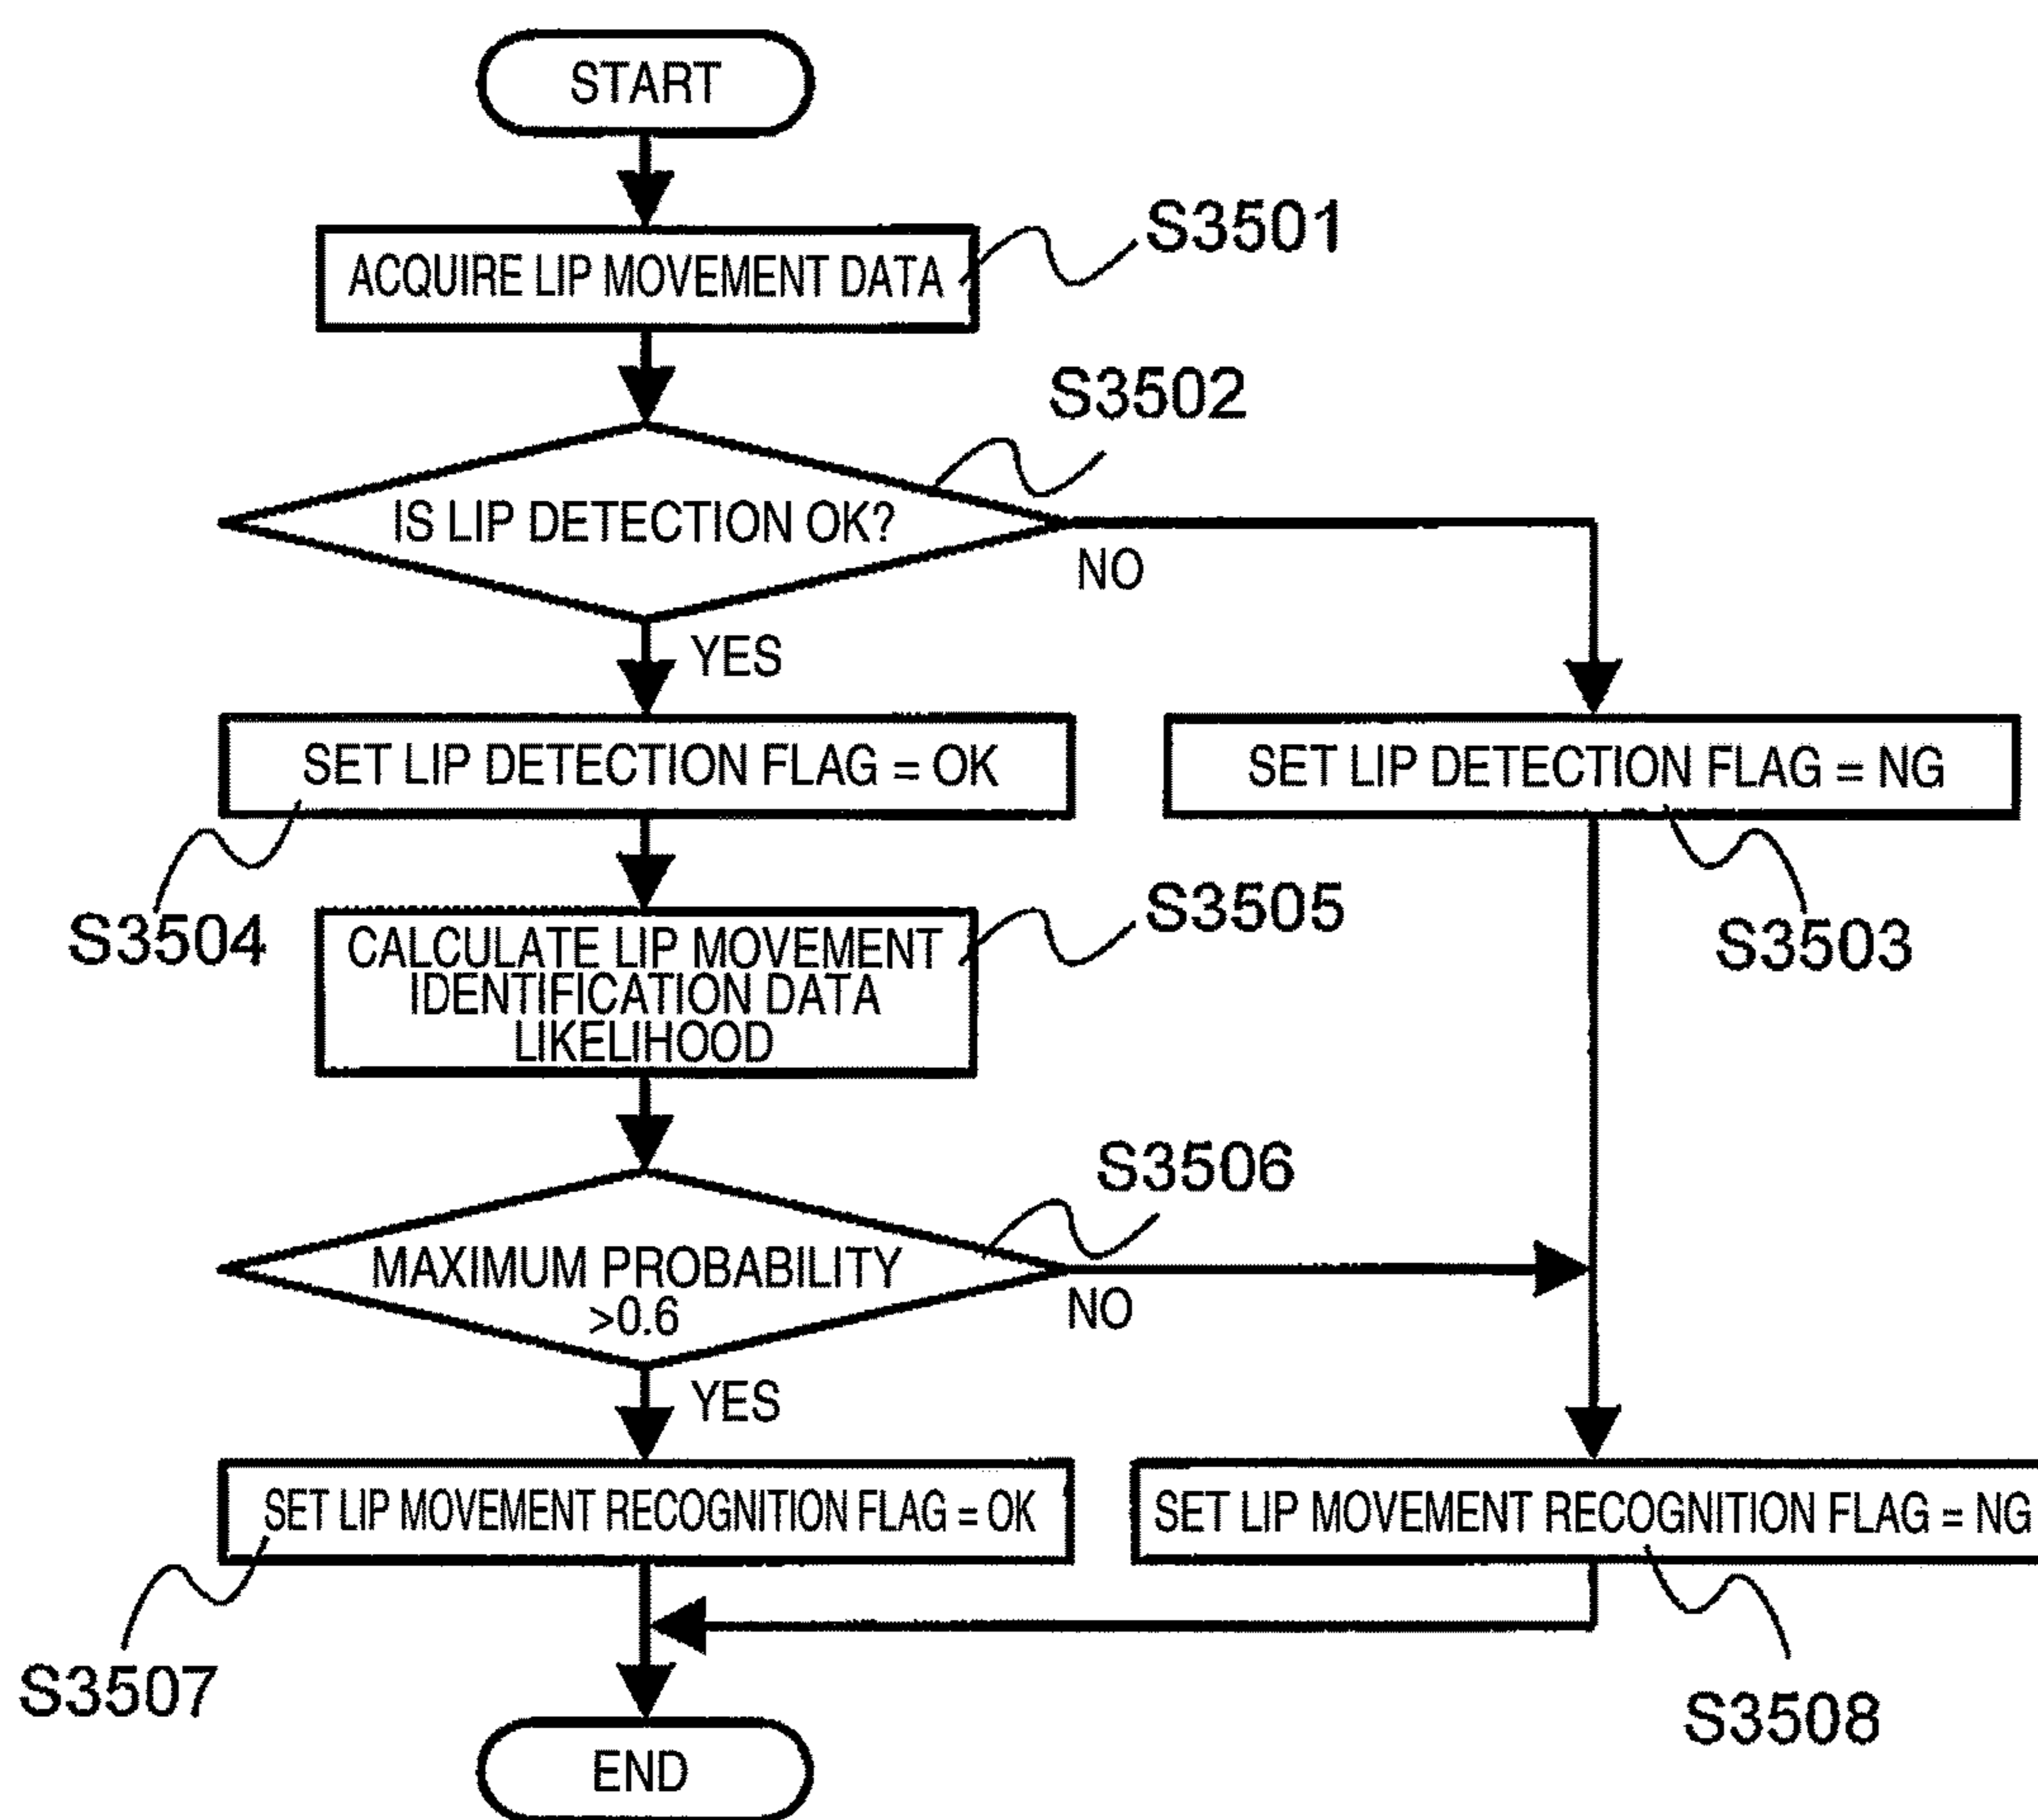 START
ACQUIRE LIP MOVEMENT DATA
S3501
S3502
IS LIP DETECTION OK?
NO
YES
SET LIP DETECTION FLAG = OK
SET LIP DETECTION FLAG = NG
S3504
S3503
CALCULATE LIP MOVEMENT
IDENTIFICATION DATA
LIKELIHOOD
S3505
S3506
MAXIMUM PROBABILITY
>0.6
NO
YES
SET LIP MOVEMENT RECOGNITION FLAG = OK
SET LIP MOVEMENT RECOGNITION FLAG = NG
S3507
S3508
END